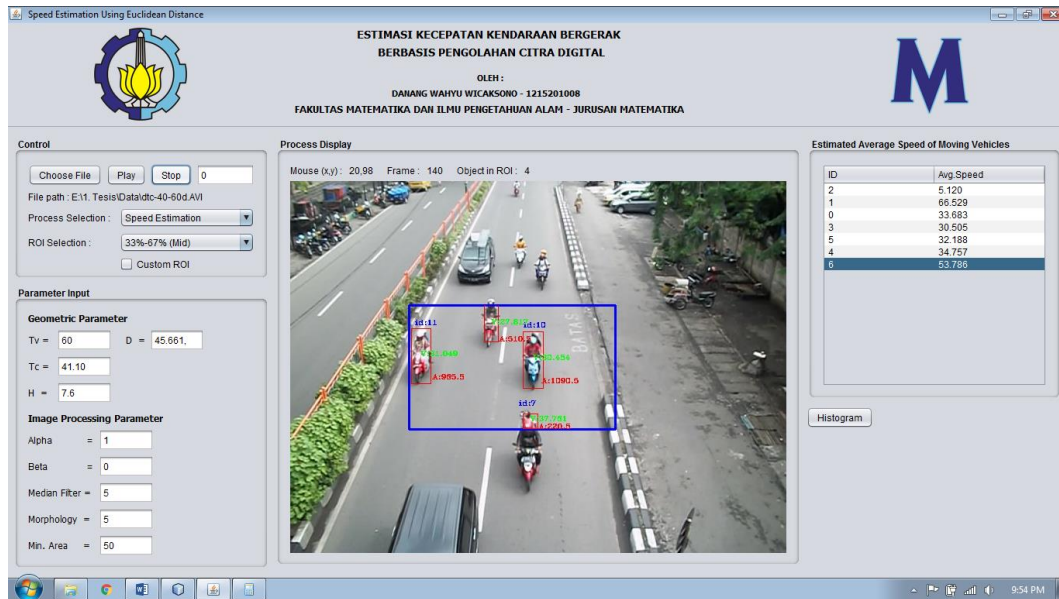 Speed Estimation Using Euclidean Distance
ESTIMASI KECEPATAN KENDARAAN BERGERAK
BERBASIS PENGOLAHAN CITRA DIGITAL
OLEH :
DANANG WAHYU WICAKSONO - 1215201008
FAKULTAS MATEMATIKA DAN ILMU PENGETAHUAN ALAM - JURUSAN MATEMATIKA
M
Control
Choose File Play Stop 0
File path : E:\1. Tesis\Data\dtc-40-60d.AVI
Process Selection : Speed Estimation
ROI Selection : 33%-67% (Mid)
Custom ROI
Parameter Input
Geometric Parameter
Tv = 60 D = 45.661,
Tc = 41.10
H = 7.6
Image Processing Parameter
Alpha = 1
Beta = 0
Median Filter = 5
Morphology = 5
Min. Area = 50
Process Display
Mouse (x,y) : 20,98 Frame : 140 Object in ROI : 4
id:11
id:10
A:510.
A:955.5
A:1090.5
id:7
A:220.5
BATAS
Estimated Average Speed of Moving Vehicles
ID Avg.Speed
2 5.120
1 66.529
0 33.683
3 30.505
5 32.188
4 34.757
6 53.786
Histogram
9:54 PM